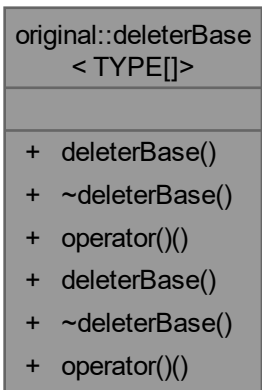 original::deleterBase
< TYPE[]>
+ deleterBase()
+ ~deleterBase()
+ operator()()
+ deleterBase()
+ ~deleterBase()
+ operator()()